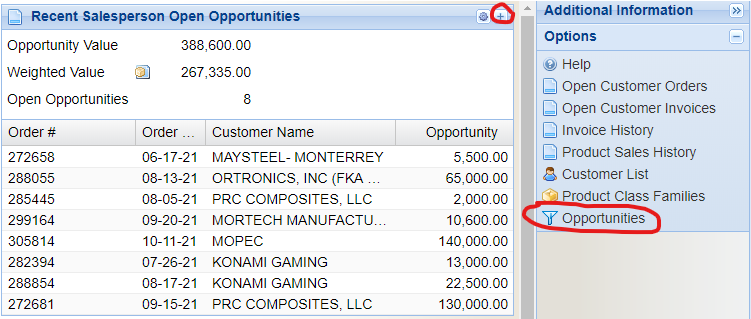 Recent Salesperson Open Opportunities
Opportunity Value 388,600.00
Weighted Value 267,335.00
Open Opportunities 8
Order # Order ... Customer Name Opportunity
272658 06-17-21 MAYSTEEL- MONTERREY 5,500.00
288055 08-13-21 ORTRONICS, INC (FKA ... 65,000.00
285445 08-05-21 PRC COMPOSITES, LLC 2,000.00
299164 09-20-21 MORTECH MANUFACTU... 10,600.00
305814 10-11-21 MOPEC 140,000.00
282394 07-26-21 KONAMI GAMING 13,000.00
288854 08-17-21 KONAMI GAMING 22,500.00
272681 09-15-21 PRC COMPOSITES, LLC 130,000.00
Additional Information
Options
Help
Open Customer Orders
Open Customer Invoices
Invoice History
Product Sales History
Customer List
Product Class Families
Opportunities